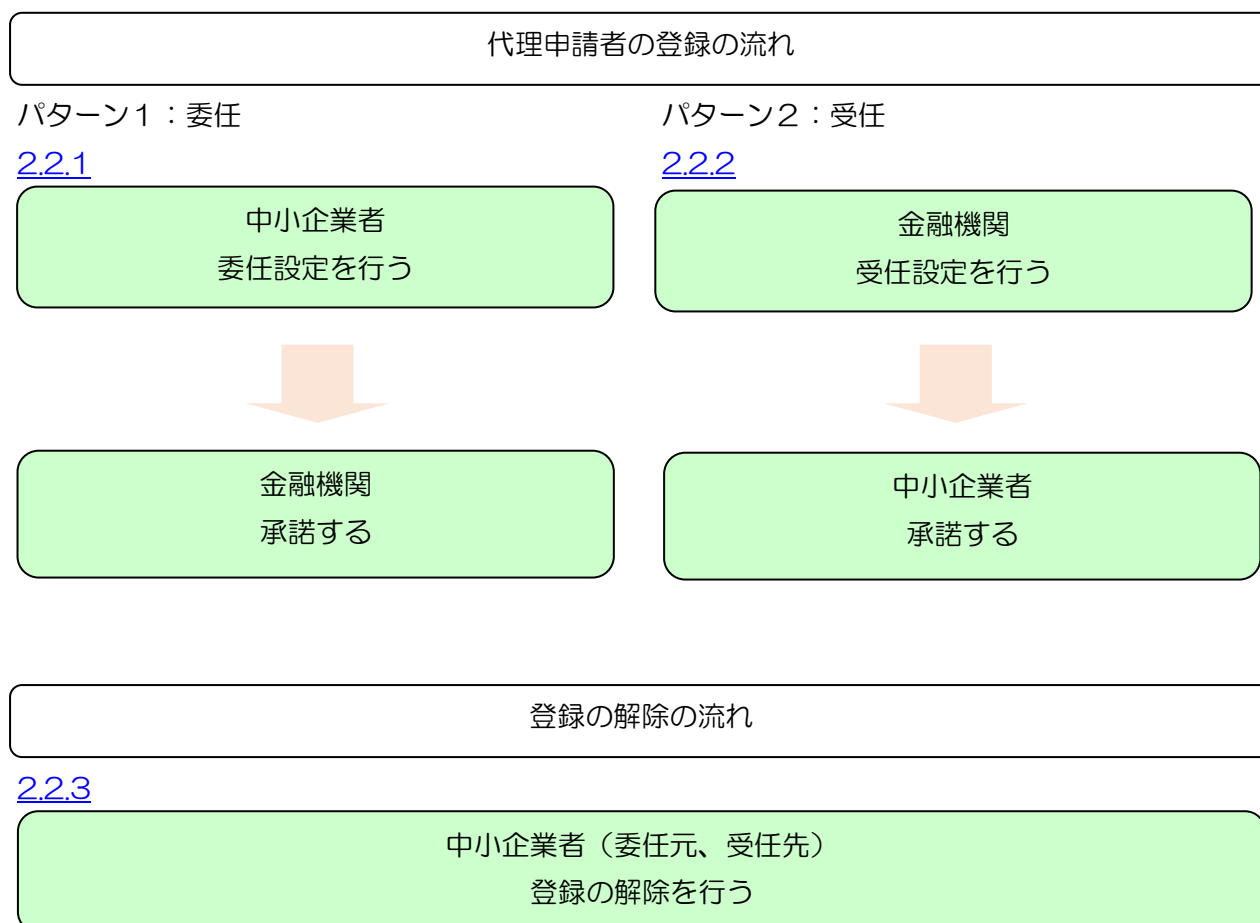 代理申請者の登録の流れ
パターン１：委任
2.2.1
中小企業者
委任設定を行う
金融機関
承諾する
パターン２：受任
2.2.2
金融機関
受任設定を行う
中小企業者
承諾する
登録の解除の流れ
2.2.3
中小企業者（委任元、受任先）
登録の解除を行う